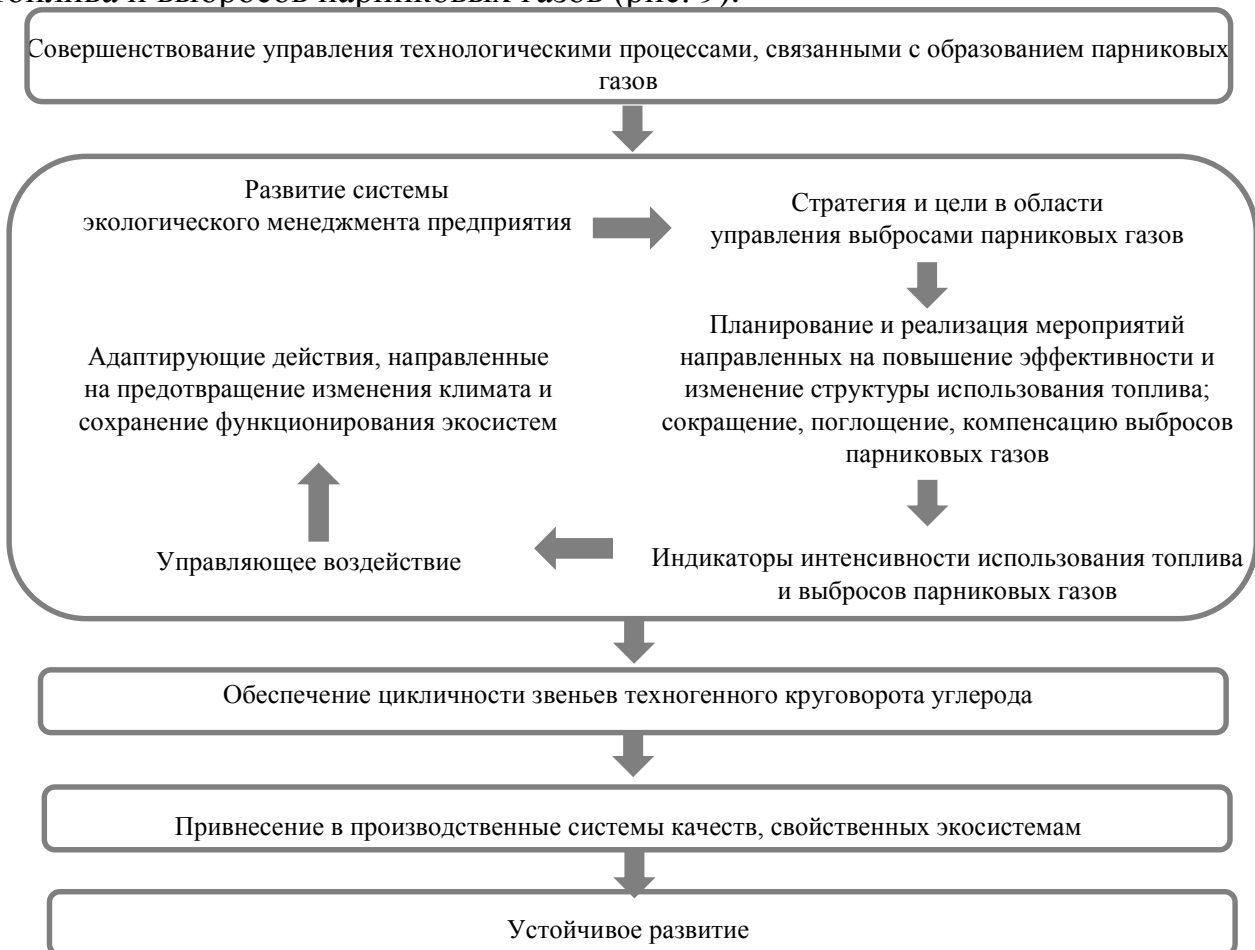 топлива и выбросов парниковых газов (рис. 9).
Совершенствование управления технологическими процессами, связанными с образованием парниковых
газов
Развитие системы
экологического менеджмента предприятия
Стратегия и цели в области
управления выбросами парниковых газов
Планирование и реализация мероприятий
направленных на повышение эффективности и
изменение структуры использования топлива;
сокращение, поглощение, компенсацию выбросов
парниковых газов
Адаптирующие действия, направленные
на предотвращение изменения климата и
сохранение функционирования экосистем
Управляющее воздействие
Индикаторы интенсивности использования топлива
и выбросов парниковых газов
Обеспечение цикличности звеньев техногенного круговорота углерода
Привнесение в производственные системы качеств, свойственных экосистемам
Устойчивое развитие